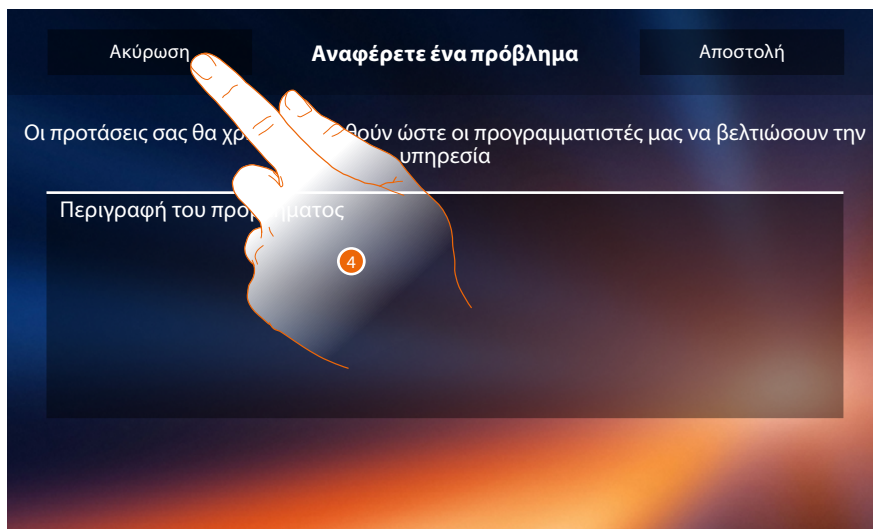 Ακύρωση
Αναφέρετε ένα πρόβλημα
Αποστολή
Οι προτάσεις σας θα ώστε οι προγραμματιστές μας να βελτιώσουν την
υπηρεσία
Περιγραφή του προβλήματος
4